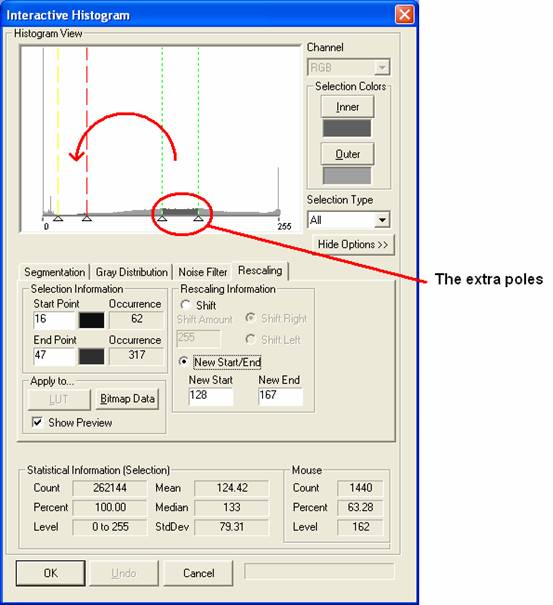 Interactive Histogram
Histogram View
Channel
RGB
Selection Colors
Inner
Outer
Selection Type
All
0
255
Hide Options >>
The extra poles
Segmentation Gray Distribution Noise Filter Rescaling
Selection Information
Start Point Occurrence
16 62
End Point Occurrence
47 317
Apply to...
LUT Bitmap Data
Show Preview
Rescaling Information
Shift
Shift Amount Shift Right
255 Shift Left
New Start/End
New Start New End
128 167
Statistical Information (Selection)
Count 262144 Mean 124.42
Percent 100.00 Median 133
Level 0 to 255 StdDev 79.31
Mouse
Count 1440
Percent 63.28
Level 162
OK Undo Cancel